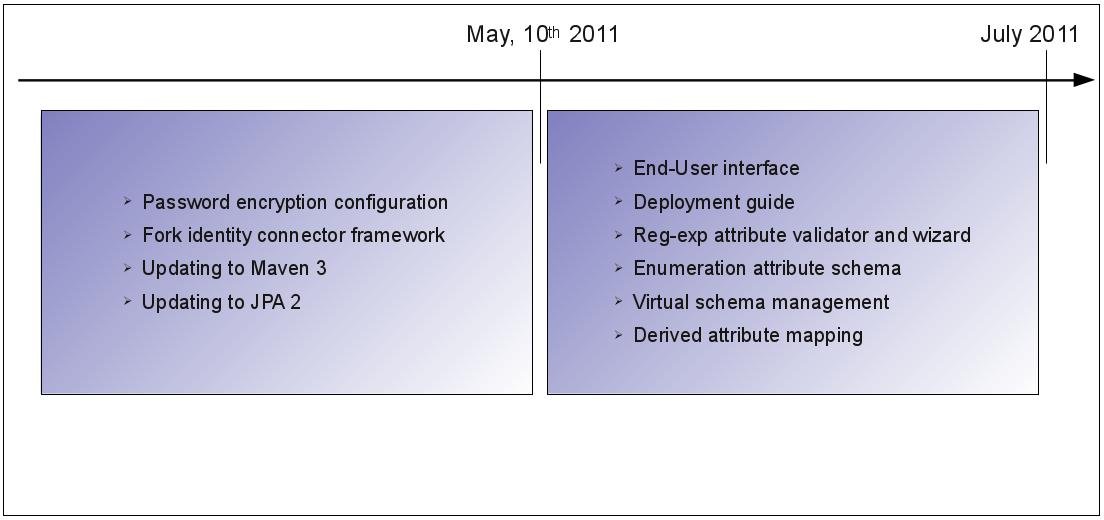 May, 10th 2011
July 2011
Password encryption configuration
Fork identity connector framework
Updating to Maven 3
Updating to JPA 2
End-User interface
Deployment guide
Reg-exp attribute validator and wizard
Enumeration attribute schema
Virtual schema management
Derived attribute mapping